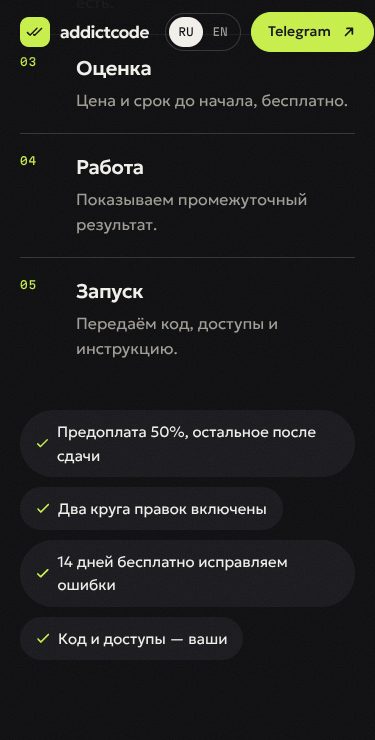 есть.
addictcode
RU EN
Telegram
03
Оценка
Цена и срок до начала, бесплатно.
04
Работа
Показываем промежуточный
результат.
05
Запуск
Передаём код, доступы и
инструкцию.
Предоплата 50%, остальное после
сдачи
Два круга правок включены
14 дней бесплатно исправляем
ошибки
Код и доступы — ваши